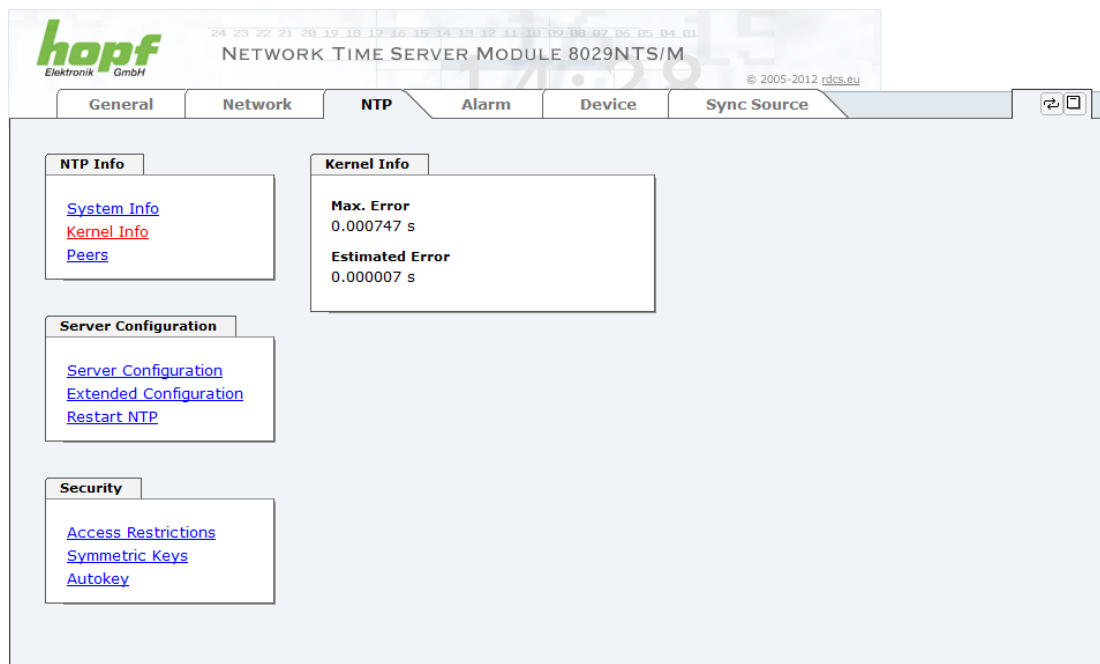 hopf
Elektronik GmbH
24 23 22 21 20 19 18 17 16 15 14 13 12 11 10 09 08 07 06 05 04 01
NETWORK TIME SERVER MODULE 8029NTS/M
14:28
© 2005-2012 rdcs.eu
General Network NTP Alarm Device Sync Source
NTP Info
System Info
Kernel Info
Peers
Server Configuration
Server Configuration
Extended Configuration
Restart NTP
Security
Access Restrictions
Symmetric Keys
Autokey
Kernel Info
Max. Error
0.000747 s
Estimated Error
0.000007 s